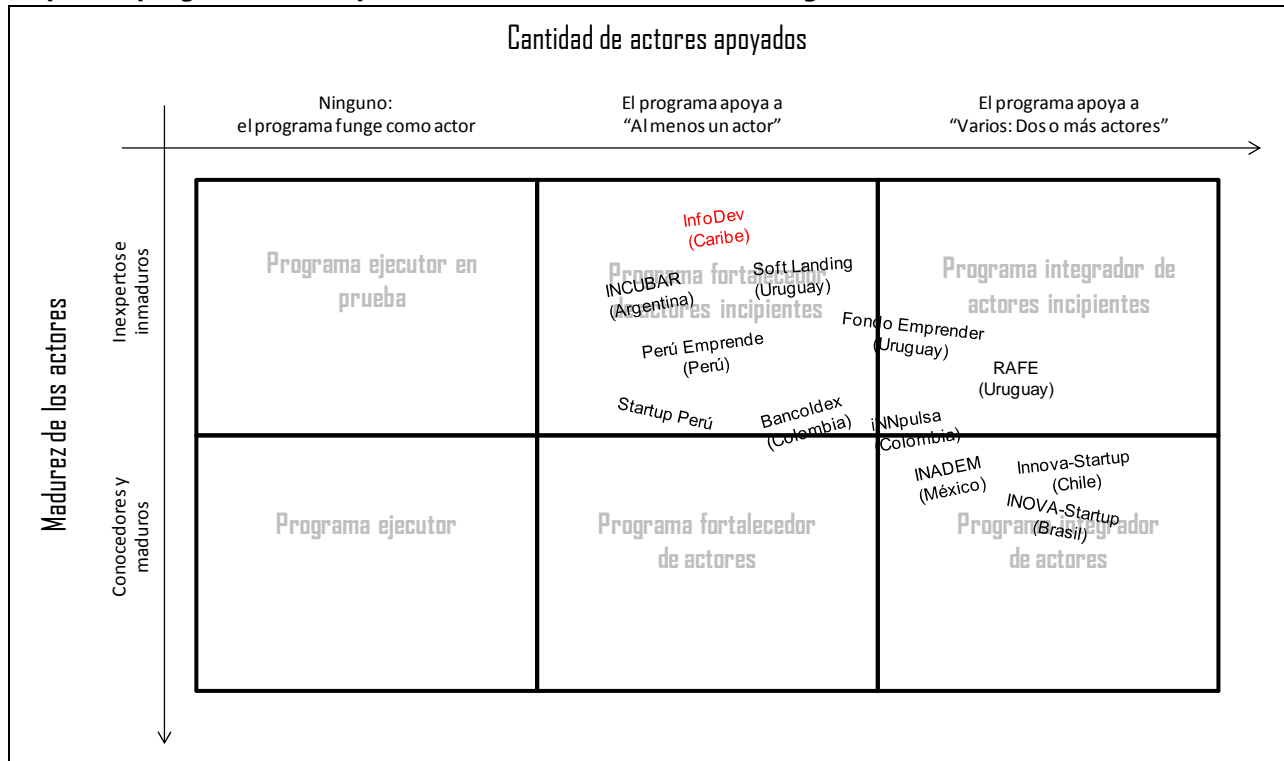 Cantidad de actores apoyados
Ninguno:
el programa funge como actor
El programa apoya a
“Al menos un actor”
El programa apoya a
“Varios: Dos o más actores”
Madurez de los actores
Inexpertos e
inmaduros
Conocedores y
maduros
Programa ejecutor en
prueba
Programa fortalecedor
de actores incipientes
Programa integrador de
actores incipientes
InfoDev
(Caribe)
Soft Landing
(Uruguay)
INCUBAR
(Argentina)
Fondo Emprender
(Uruguay)
Perú Emprende
(Perú)
RAFE
(Uruguay)
Startup Perú
Bancoldex
(Colombia)
iNNpulsa
(Colombia)
Programa ejecutor
Programa fortalecedor
de actores
Programa integrador
de actores
INADEM
(México)
Innova-Startup
(Chile)
INOVA-Startup
(Brasil)